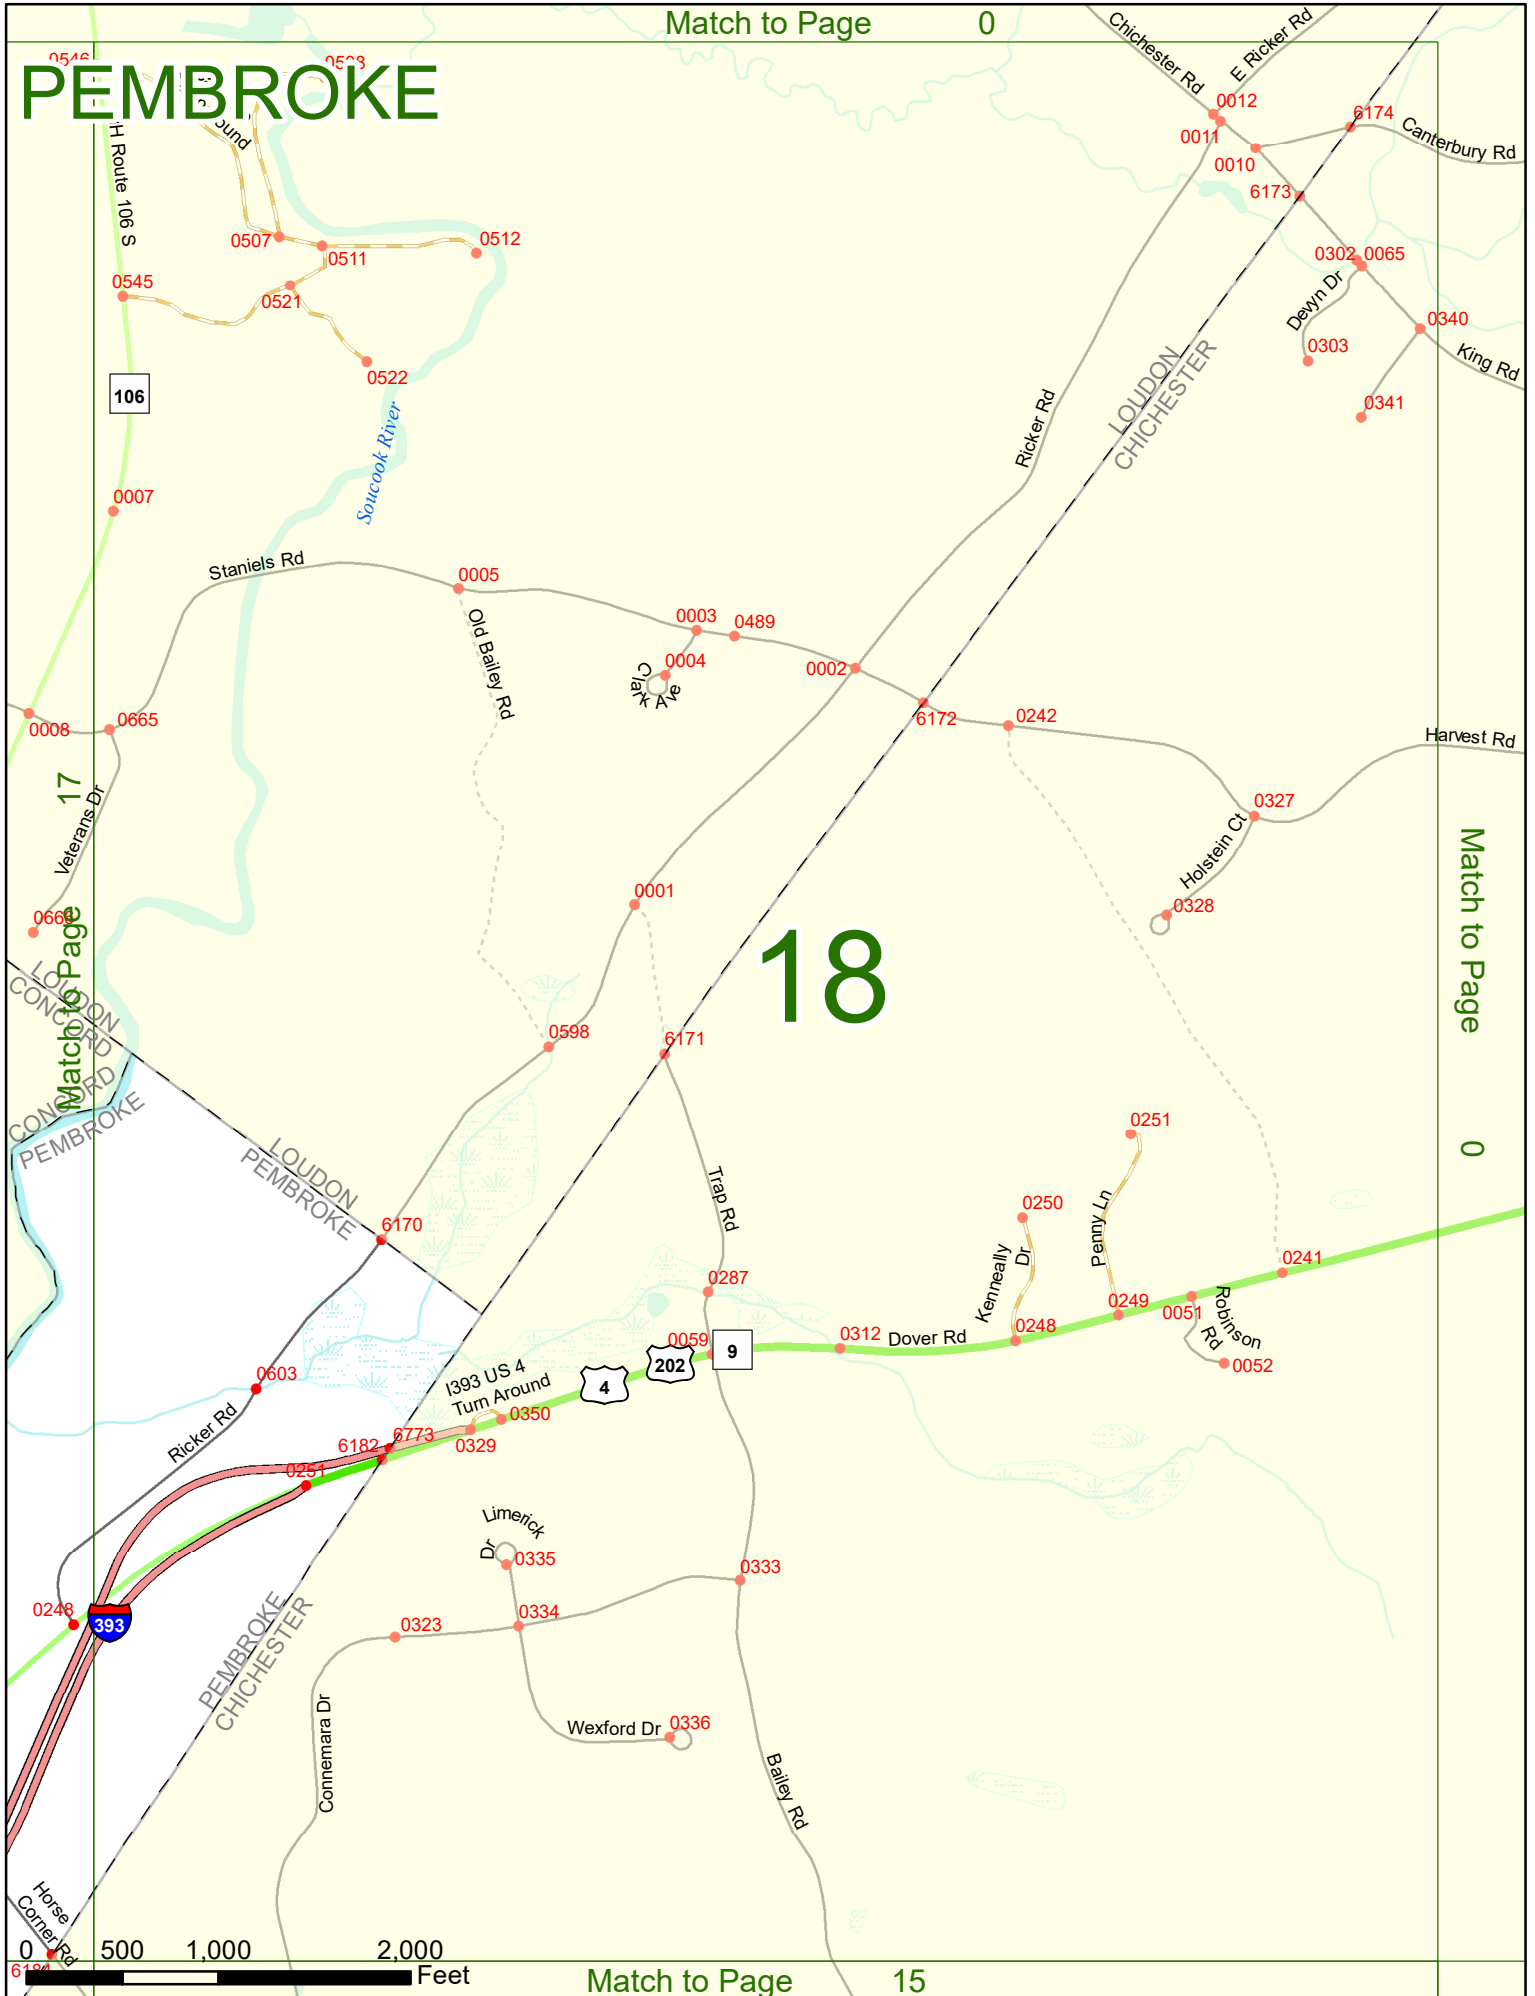 Match to Page 0
PEMBROKE
0546
0508
ound
H Route 106 S
Chichester Rd
E Ricker Rd
0012
0011
0010
6174
Canterbury Rd
6173
0507
0511
0512
0302
0065
Devyn Dr
0545
0521
0303
0340
King Rd
0522
0341
106
LOUDON
CHICHESTER
Ricker Rd
Soucook River
0007
Staniels Rd
0005
Old Bailey Rd
0003
0489
0004
Clark Ave
0002
6172
0242
Harvest Rd
0008
0665
Match to Page 17
Veterans Dr
0327
Holstein Ct
0328
Match to Page 0
0001
18
LOUDON
CONCORD
0598
6171
CONCORD
PEMBROKE
LOUDON
PEMBROKE
0251
Trap Rd
6170
0250
Penny Ln
Kenneally
Dr
0241
0287
0249
0051
Robinson
Rd
0059
9
0312
Dover Rd
0248
0052
202
4
I393 US 4
Turn Around
0603
0350
Ricker Rd
6773
6182
0329
0251
Limerick
Dr
0335
0333
0248
393
0323
0334
PEMBROKE
CHICHESTER
Connemara Dr
Wexford Dr
0336
Bailey Rd
Horse
Corner Rd
6184
0 500 1,000 2,000
Feet
Match to Page 15